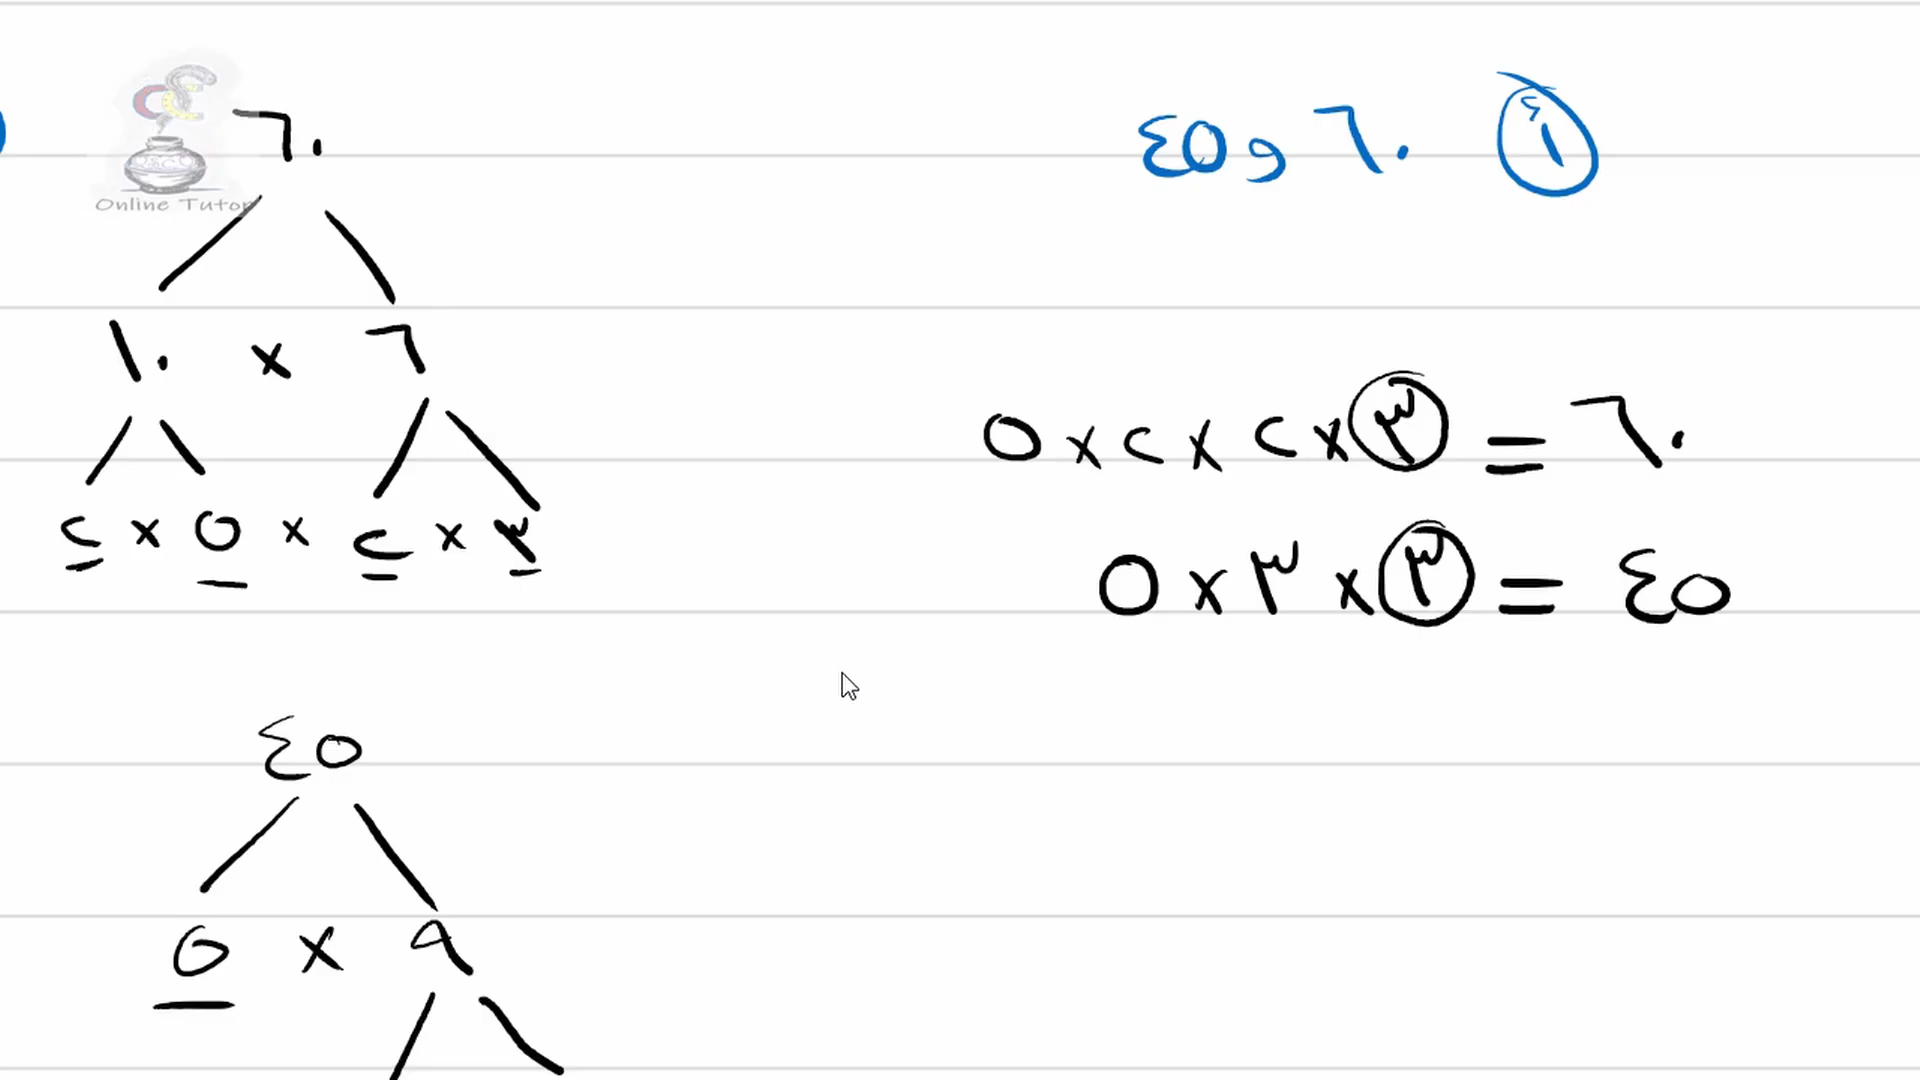 ١ ٦٠ و ٤٥
٦٠ = ٣ × ٢ × ٢ × ٥
٤٥ = ٣ × ٣ × ٥
٦٠
١٠ × ٦
٢ × ٥ × ٢ × ٣
٤٥
٥ × ٩
Online Tutor